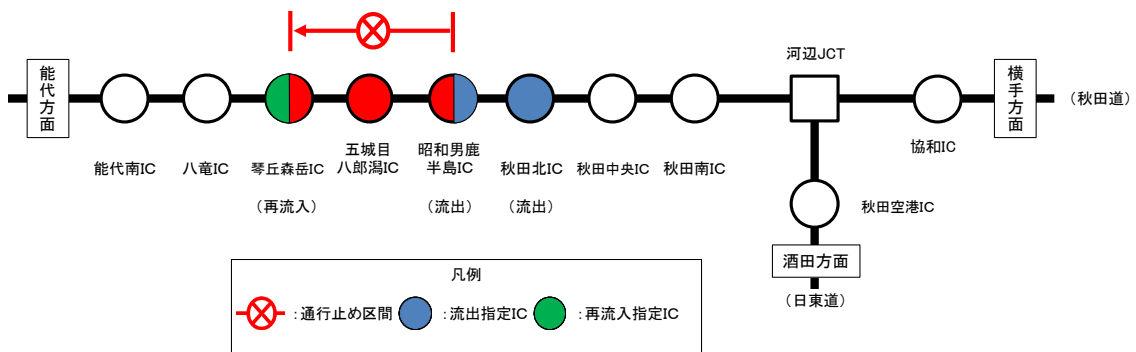 河辺JCT
能代方面
横手方面
（秋田道）
能代南IC
八竜IC
琴丘森岳IC
（再流入）
五城目
八郎潟IC
昭和男鹿
半島IC
（流出）
秋田北IC
（流出）
秋田中央IC
秋田南IC
協和IC
秋田空港IC
酒田方面
（日東道）
凡例
：通行止め区間
：流出指定IC
：再流入指定IC